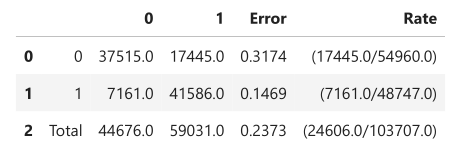 0 1 Error Rate
0 0 37515.0 17445.0 0.3174 (17445.0/54960.0)
1 1 7161.0 41586.0 0.1469 (7161.0/48747.0)
2 Total 44676.0 59031.0 0.2373 (24606.0/103707.0)